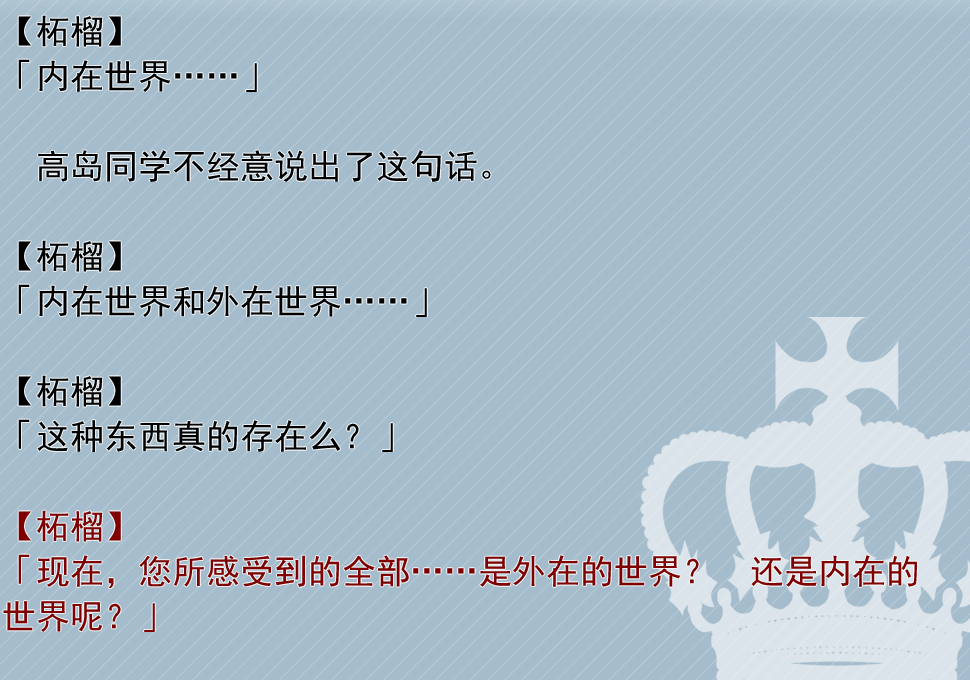 【柘榴】
「内在世界……」
高岛同学不经意说出了这句话。
【柘榴】
「内在世界和外在世界……」
【柘榴】
「这种东西真的存在么？」
【柘榴】
「现在，您所感受到的全部……是外在的世界？　还是内在的
世界呢？」